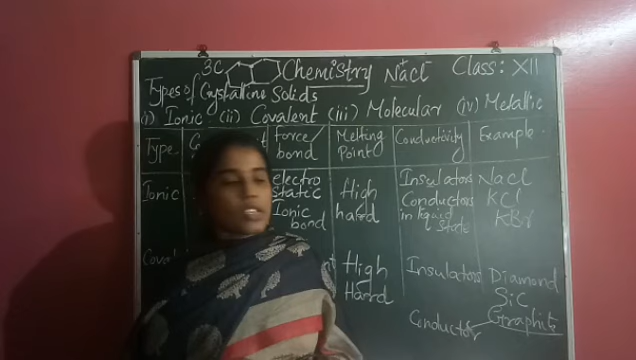 3C Chemistry Na⁺Cl⁻ Class: XII
Types of Crystalline Solids
(i) Ionic (ii) Covalent (iii) Molecular (iv) Metallic
Type Force/bond Melting Point Conductivity Example
Ionic electro static Ionic bond High hard Insulators Conductors in liquid state NaCl KCl KBr
High Hard Insulators Diamond
SiC
Conductor Graphite